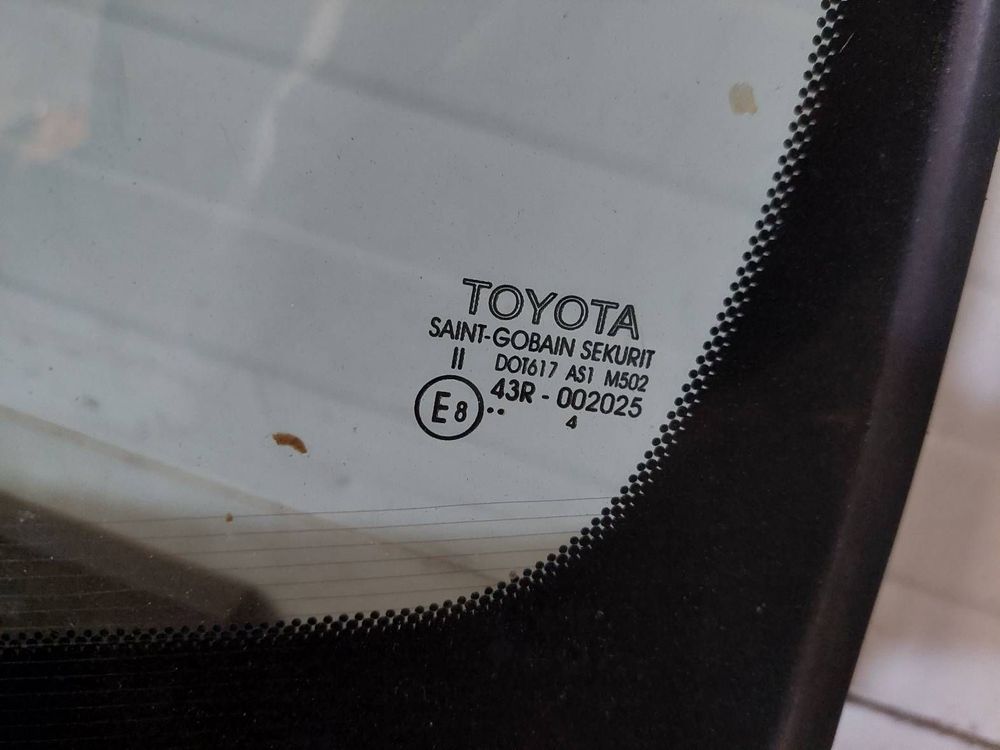 TOYOTA
SAINT-GOBAIN SEKURIT
II DOT617 AS1 M502
E8 43R - 002025
.. 4